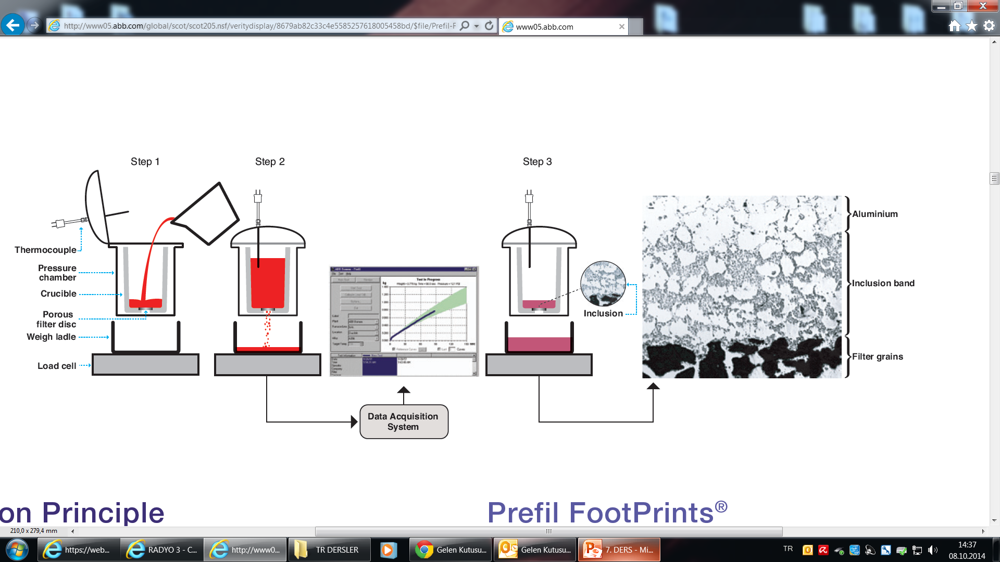 http://www05.abb.com/global/scot/scot205.nsf/veritydisplay/8679ab82c33c4e5585257618005458bd/$file/Prefil-F
www05.abb.com
Step 1
Step 2
Step 3
Thermocouple
Pressure
chamber
Crucible
Porous
filter disc
Weigh ladle
Load cell
Test in Progress
Inclusion
Aluminium
Inclusion band
Filter grains
Data Acquisition
System
on Principle
Prefil FootPrints®
210,0 x 279,4 mm
https://web...
RADYO 3 - C...
http://www0...
TR DERSLER
Gelen Kutusu...
Gelen Kutusu...
7. DERS - Mi...
TR
14:37
08.10.2014